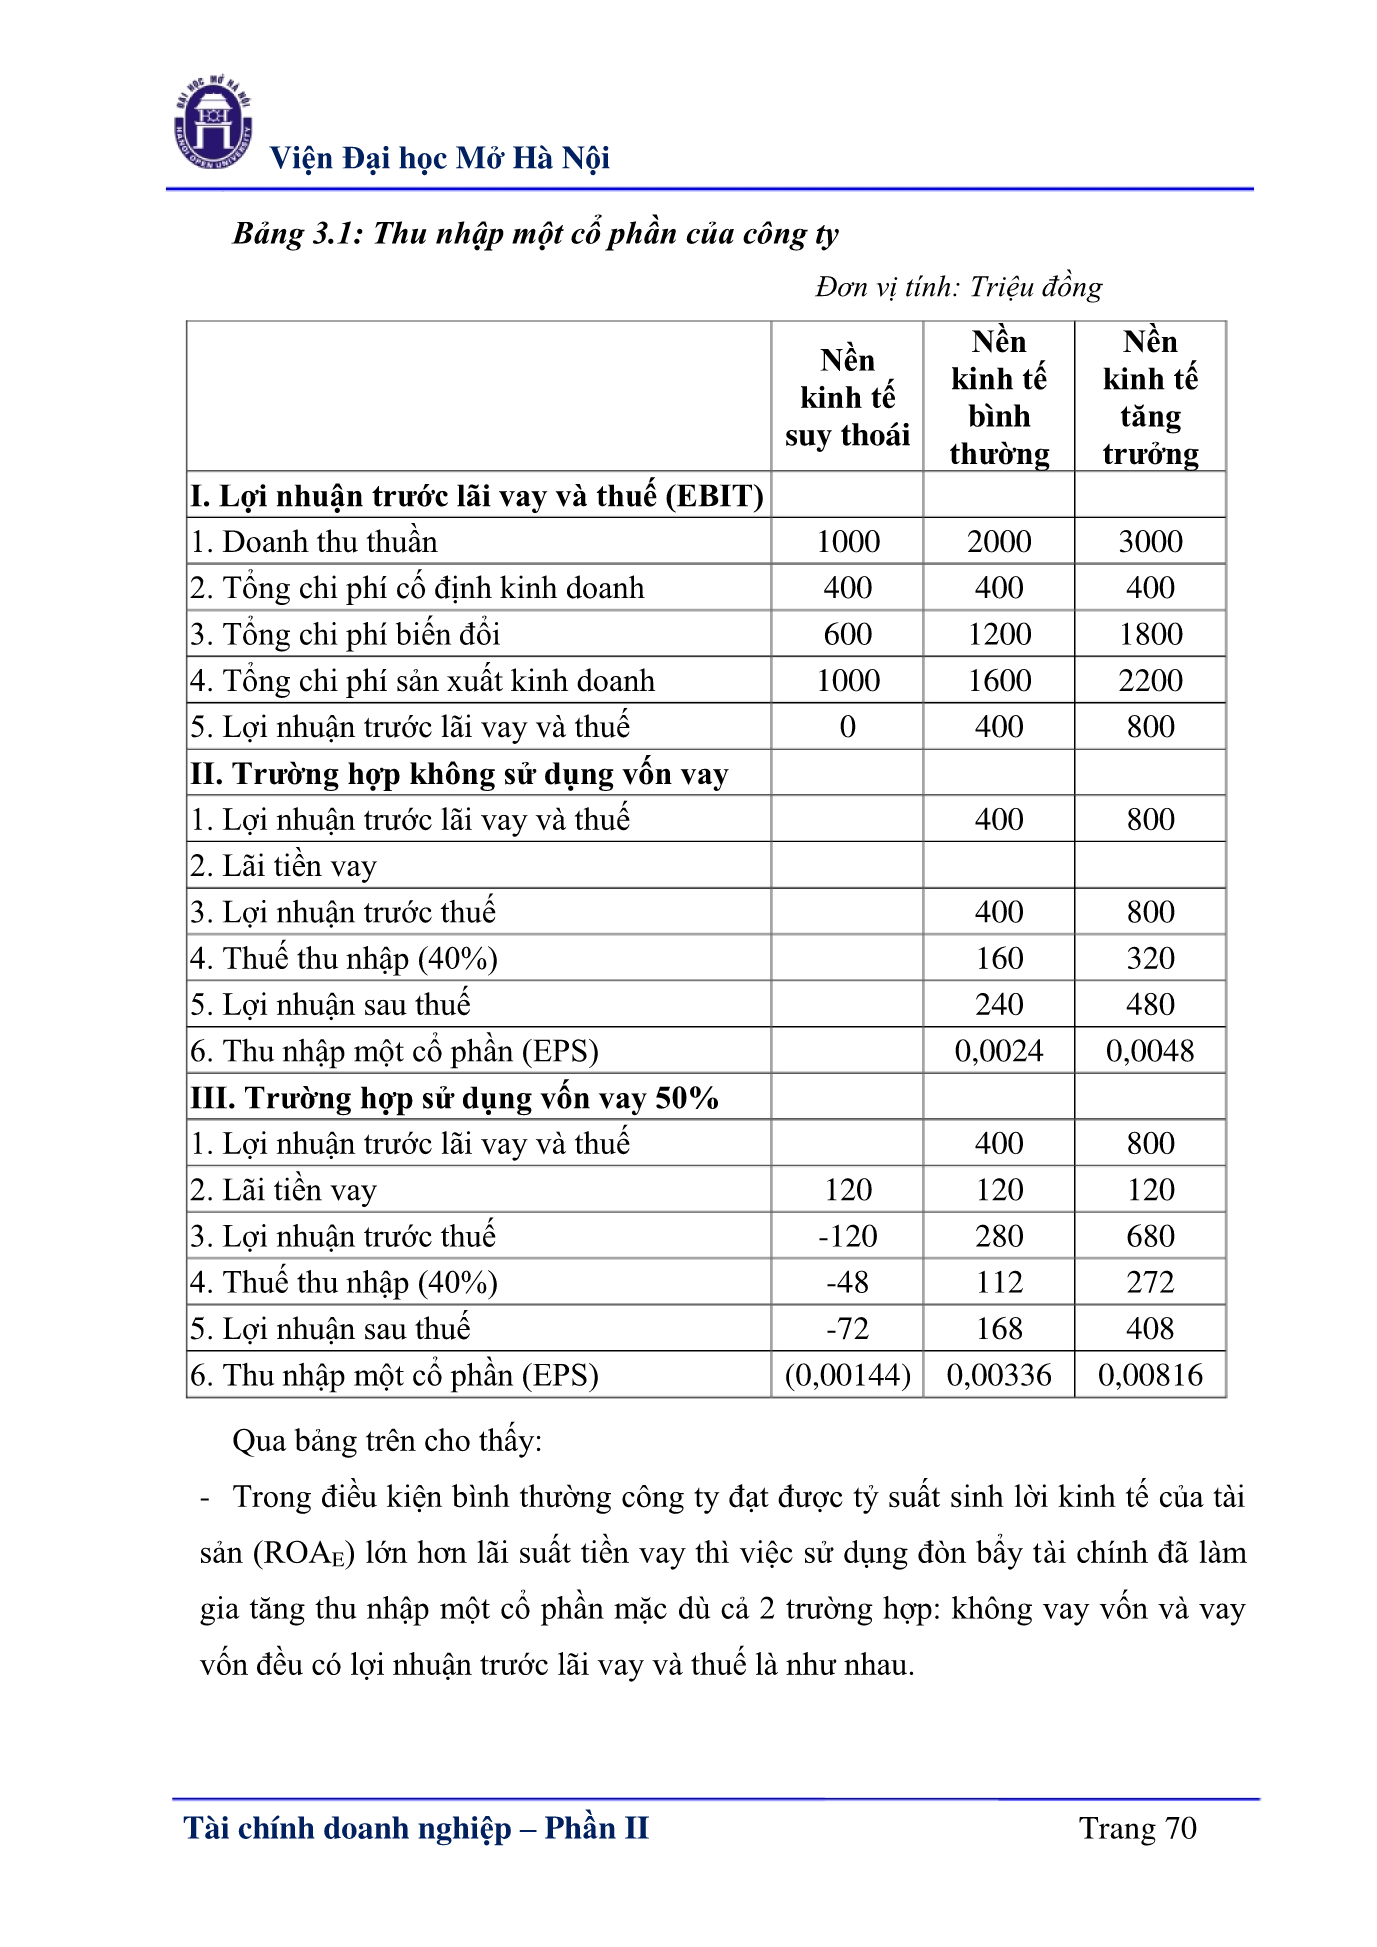 ĐẠI HỌC MỞ HÀ NỘI
HANOI OPEN UNIVERSITY
Viện Đại học Mở Hà Nội
Bảng 3.1: Thu nhập một cổ phần của công ty
Đơn vị tính: Triệu đồng
Nền kinh tế suy thoái | Nền kinh tế bình thường | Nền kinh tế tăng trưởng
I. Lợi nhuận trước lãi vay và thuế (EBIT)
1. Doanh thu thuần 1000 2000 3000
2. Tổng chi phí cố định kinh doanh 400 400 400
3. Tổng chi phí biến đổi 600 1200 1800
4. Tổng chi phí sản xuất kinh doanh 1000 1600 2200
5. Lợi nhuận trước lãi vay và thuế 0 400 800
II. Trường hợp không sử dụng vốn vay
1. Lợi nhuận trước lãi vay và thuế 400 800
2. Lãi tiền vay
3. Lợi nhuận trước thuế 400 800
4. Thuế thu nhập (40%) 160 320
5. Lợi nhuận sau thuế 240 480
6. Thu nhập một cổ phần (EPS) 0,0024 0,0048
III. Trường hợp sử dụng vốn vay 50%
1. Lợi nhuận trước lãi vay và thuế 400 800
2. Lãi tiền vay 120 120 120
3. Lợi nhuận trước thuế -120 280 680
4. Thuế thu nhập (40%) -48 112 272
5. Lợi nhuận sau thuế -72 168 408
6. Thu nhập một cổ phần (EPS) (0,00144) 0,00336 0,00816
Qua bảng trên cho thấy:
- Trong điều kiện bình thường công ty đạt được tỷ suất sinh lời kinh tế của tài
sản (ROAE) lớn hơn lãi suất tiền vay thì việc sử dụng đòn bẩy tài chính đã làm
gia tăng thu nhập một cổ phần mặc dù cả 2 trường hợp: không vay vốn và vay
vốn đều có lợi nhuận trước lãi vay và thuế là như nhau.
Tài chính doanh nghiệp – Phần II Trang 70